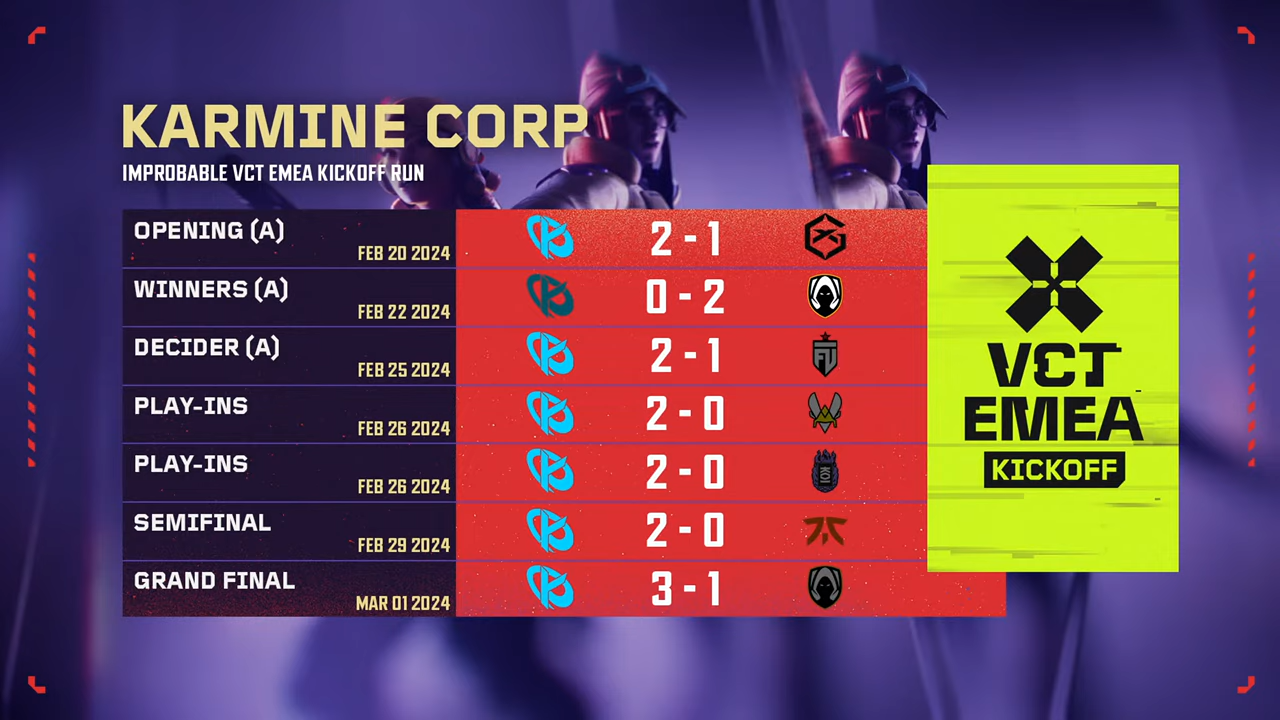 KARMINE CORP
IMPROBABLE VCT EMEA KICKOFF RUN
OPENING (A)
FEB 20 2024
2 - 1
WINNERS (A)
FEB 22 2024
0 - 2
DECIDER (A)
FEB 25 2024
2 - 1
FU
PLAY-INS
FEB 26 2024
2 - 0
PLAY-INS
FEB 26 2024
2 - 0
KOI
SEMIFINAL
FEB 29 2024
2 - 0
GRAND FINAL
MAR 01 2024
3 - 1
VCT
EMEA
KICKOFF